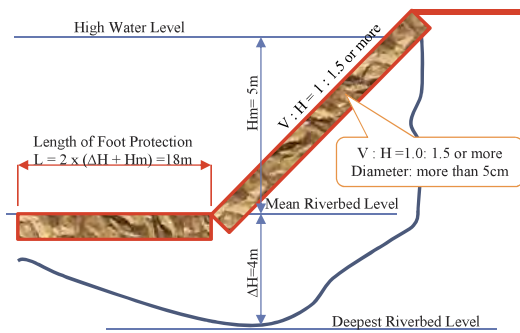 High Water Level
V : H = 1 : 1.5 or more
Hm= 5m
Length of Foot Protection
L = 2 x (ΔH + Hm) =18m
V : H =1.0: 1.5 or more
Diameter: more than 5cm
Mean Riverbed Level
ΔH=4m
Deepest Riverbed Level